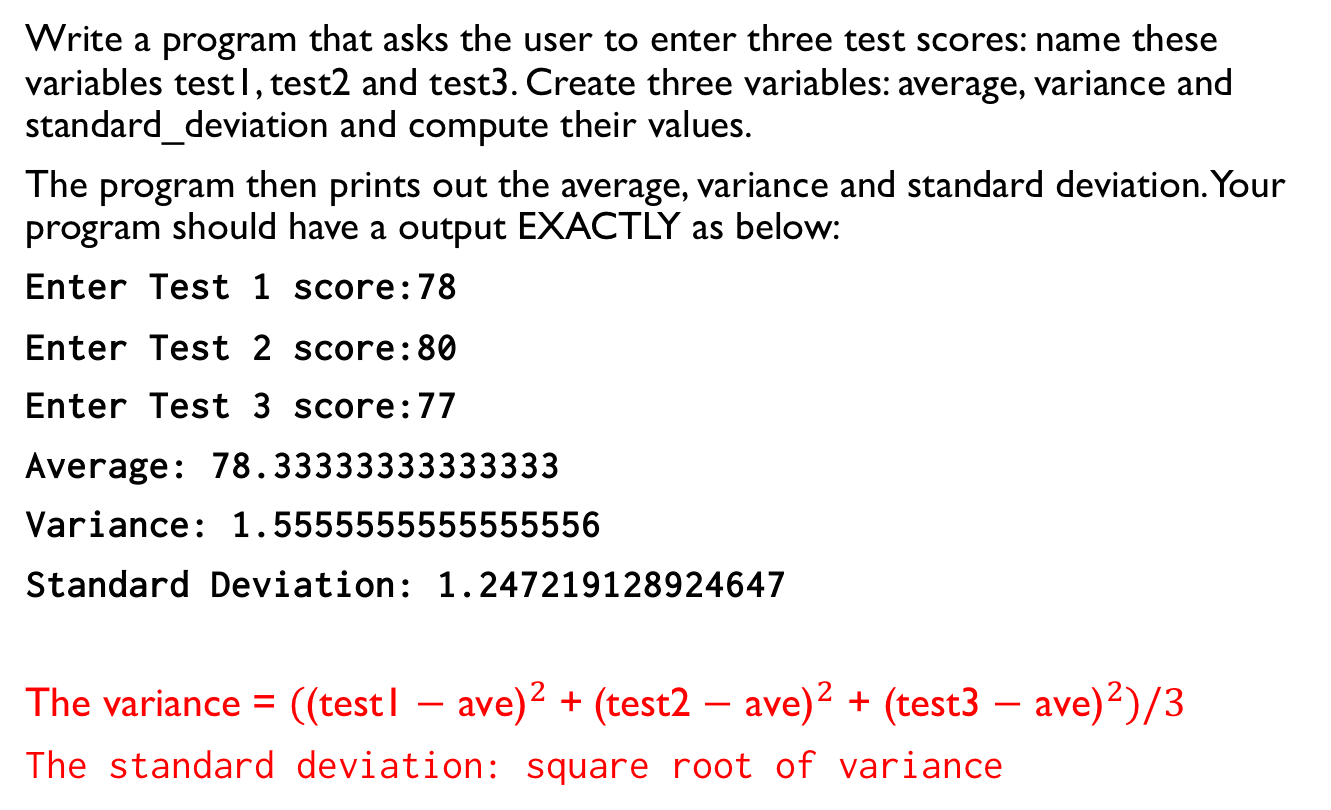 Write a program that asks the user to enter three test scores: name these
variables test1, test2 and test3. Create three variables: average, variance and
standard_deviation and compute their values.
The program then prints out the average, variance and standard deviation. Your
program should have a output EXACTLY as below:
Enter Test 1 score:78
Enter Test 2 score:80
Enter Test 3 score:77
Average: 78.33333333333333
Variance: 1.5555555555555556
Standard Deviation: 1.247219128924647
The variance = ((test1 − ave)² + (test2 − ave)² + (test3 − ave)²)/3
The standard deviation: square root of variance